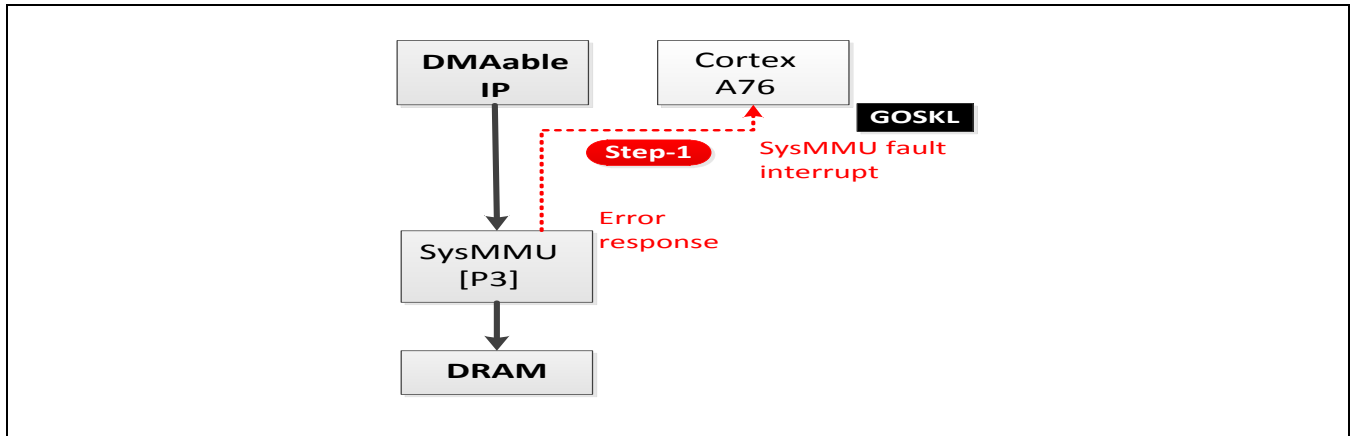 DMAable
IP
Cortex
A76
GOSKL
Step-1
SysMMU fault
interrupt
Error
response
SysMMU
[P3]
DRAM